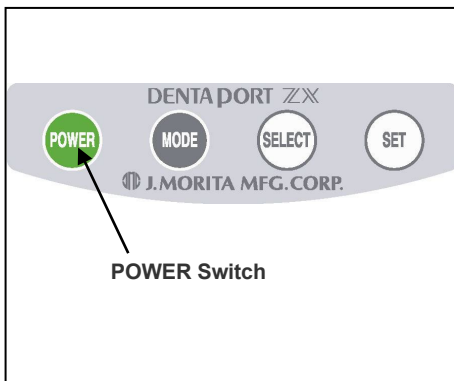 DENTAPORT ZX
POWER MODE SELECT SET
J.MORITA MFG.CORP.
POWER Switch